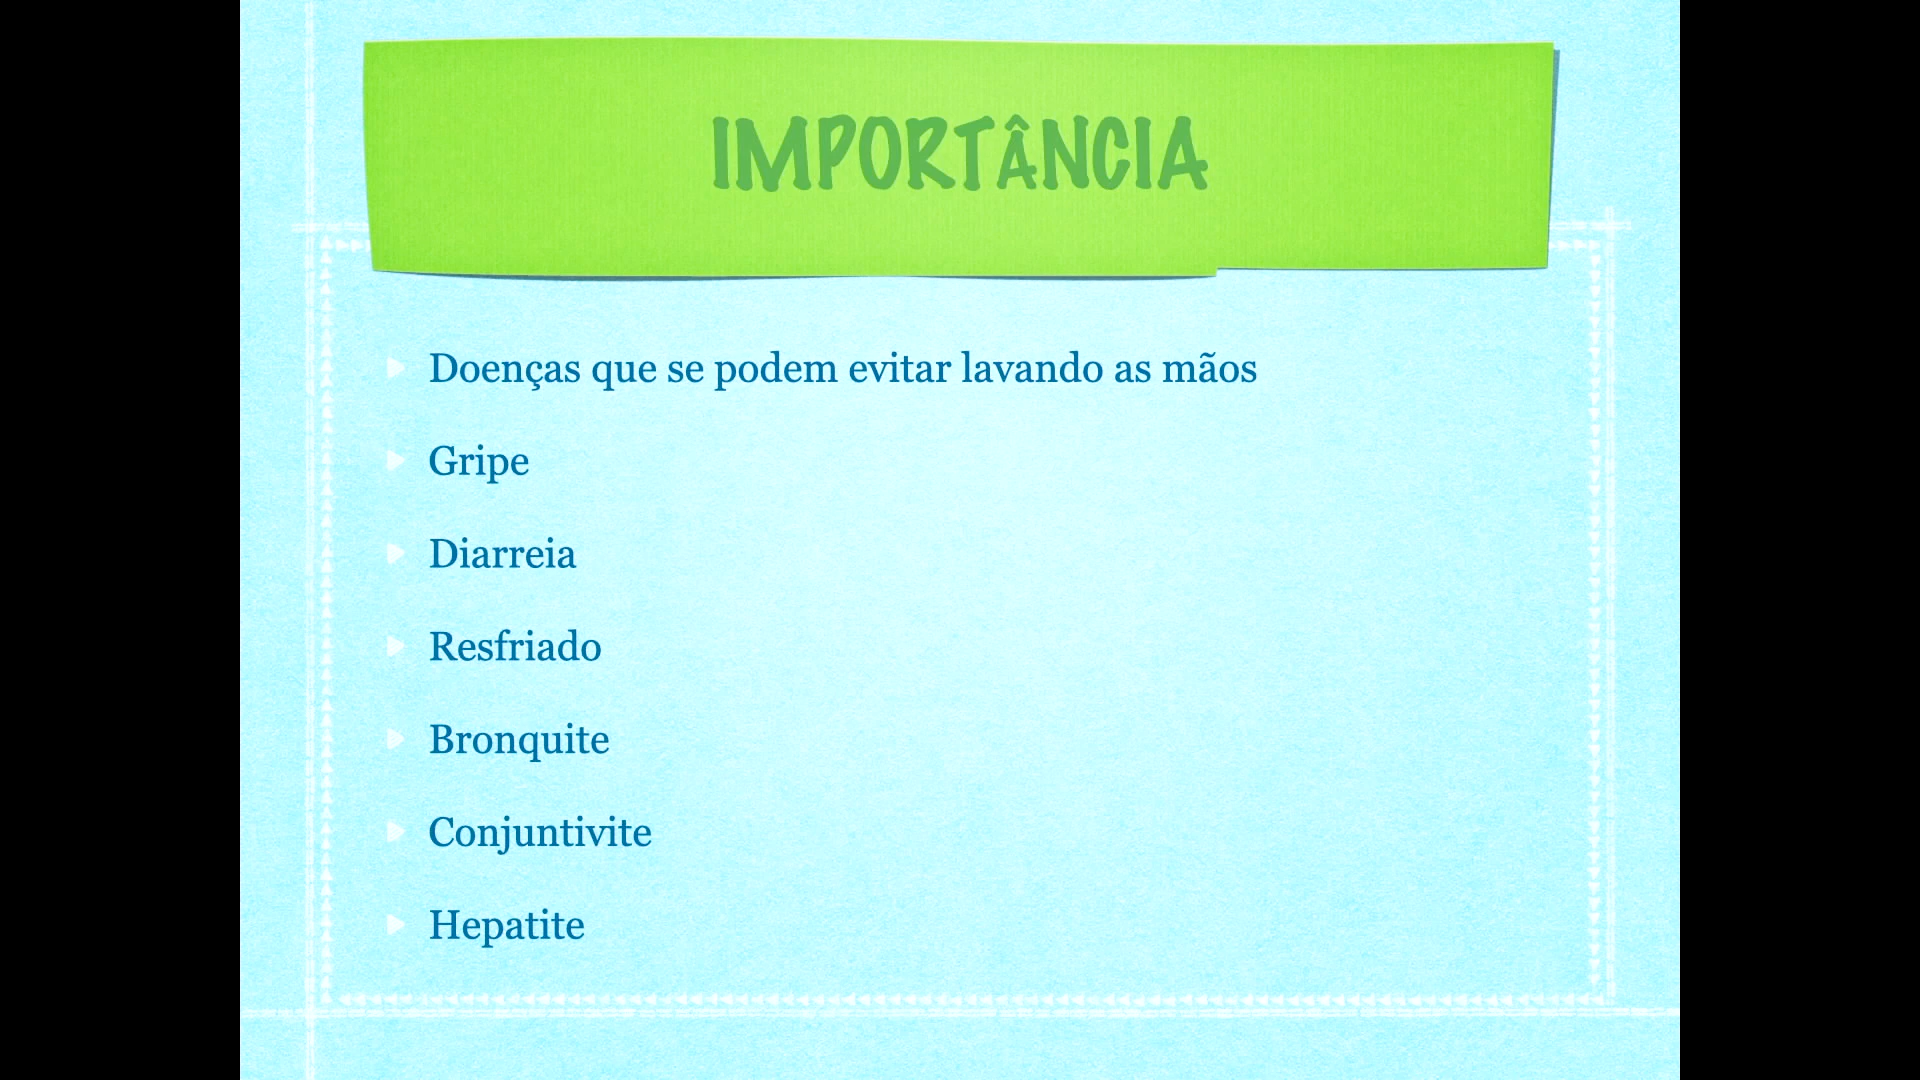 IMPORTÂNCIA
Doenças que se podem evitar lavando as mãos
Gripe
Diarreia
Resfriado
Bronquite
Conjuntivite
Hepatite